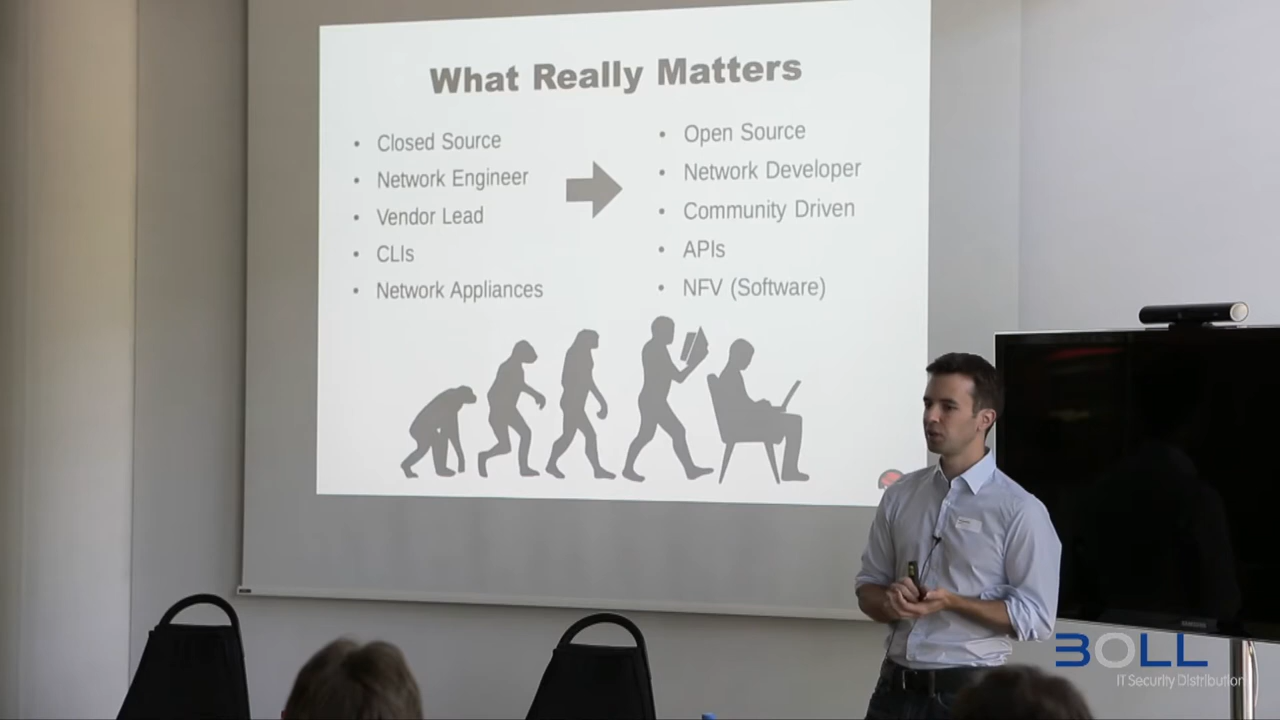 What Really Matters
• Closed Source
• Network Engineer
• Vendor Lead
• CLIs
• Network Appliances
• Open Source
• Network Developer
• Community Driven
• APIs
• NFV (Software)
SAMSUNG
BOLL
IT Security Distribution